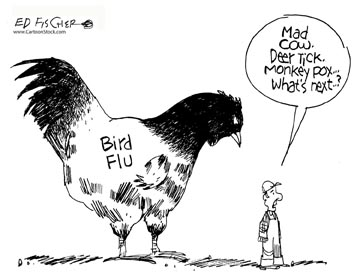 ED FISCHER
www.CartoonStock.com
Mad
Cow.
Deer Tick.
Monkey pox...
What's next..?
Bird
Flu